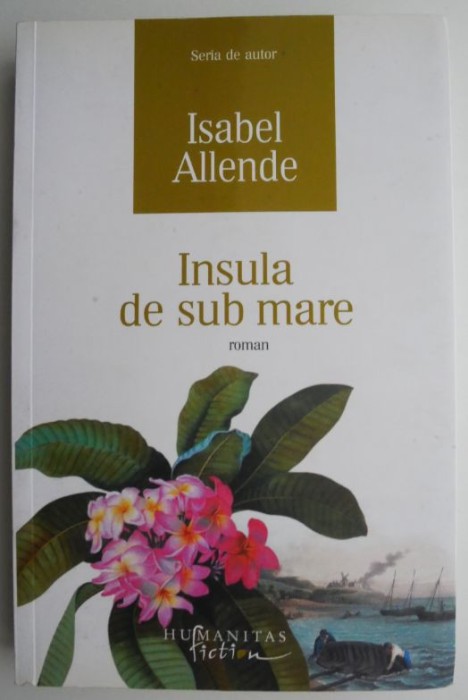 Seria de autor
Isabel
Allende
Insula
de sub mare
roman
HUMANITAS
fiction